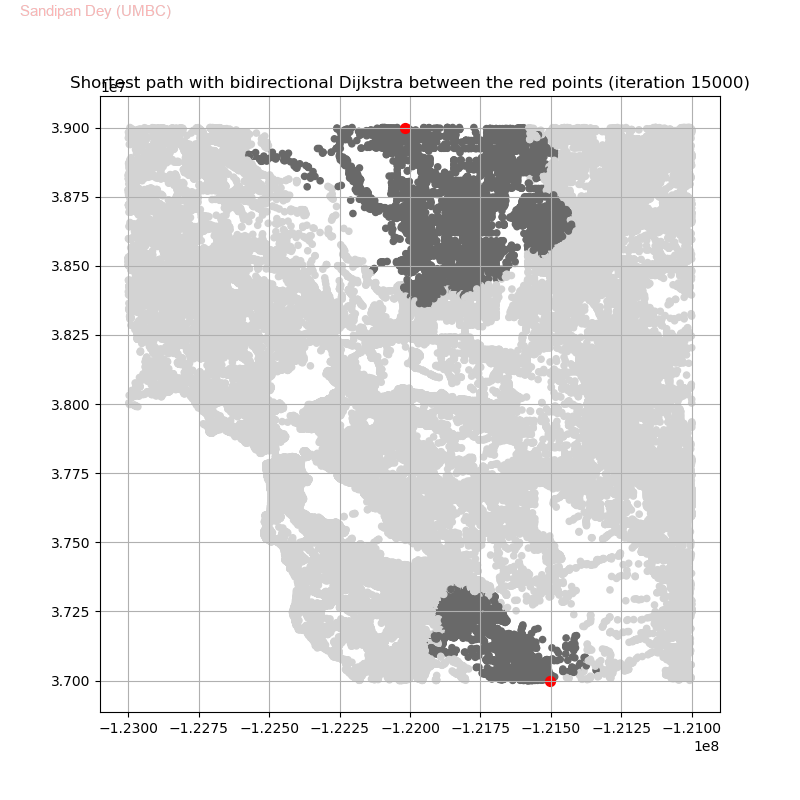 Sandipan Dey (UMBC)
Shortest path with bidirectional Dijkstra between the red points (iteration 15000)
1e7
3.900
3.875
3.850
3.825
3.800
3.775
3.750
3.725
3.700
−1.2300 −1.2275 −1.2250 −1.2225 −1.2200 −1.2175 −1.2150 −1.2125 −1.2100
1e8